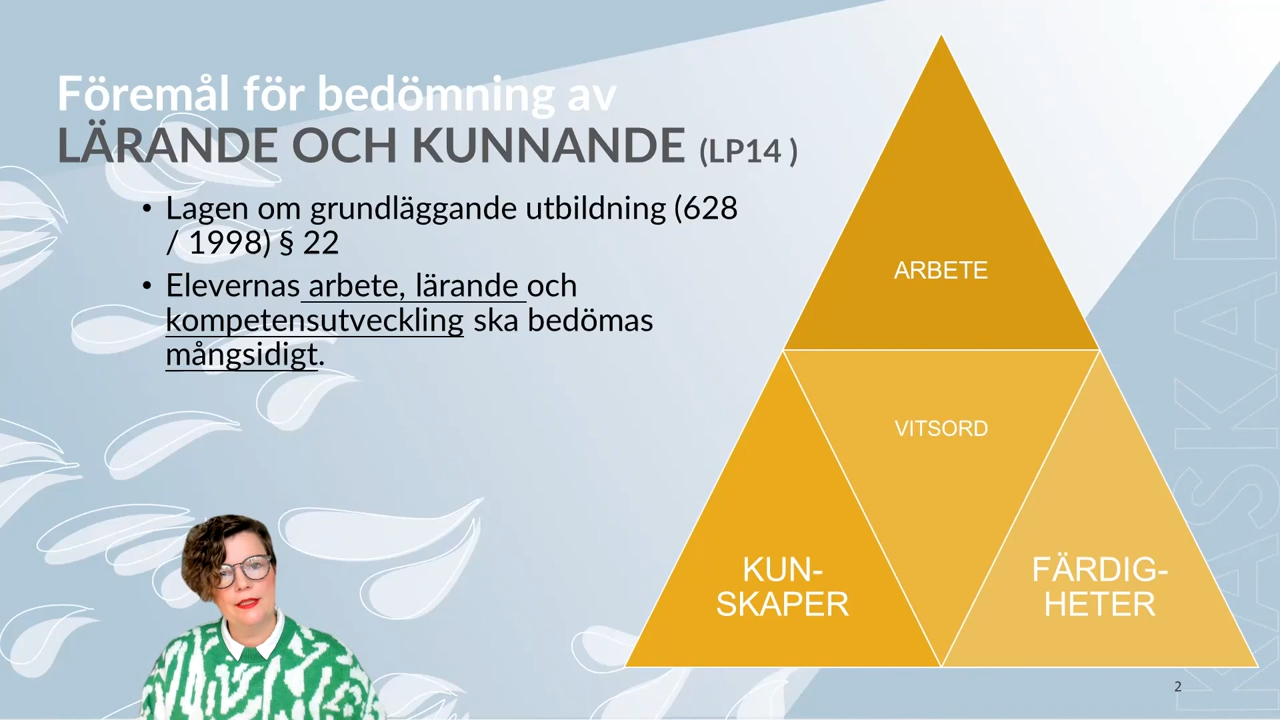 Föremål för bedömning av
LÄRANDE OCH KUNNANDE (LP14 )
• Lagen om grundläggande utbildning (628
/ 1998) § 22
• Elevernas arbete, lärande och
kompetensutveckling ska bedömas
mångsidigt.
ARBETE
VITSORD
KUN-
SKAPER
FÄRDIG-
HETER
KASKAD
2